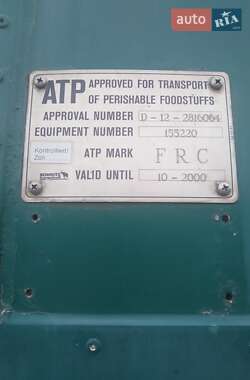 AUTO RIA
ATP APPROVED FOR TRANSPORT
OF PERISHABLE FOODSTUFFS
APPROVAL NUMBER D-12-2816064
EQUIPMENT NUMBER 155220
Kontrolliert!
ATP MARK FRC
VALID UNTIL 10-2000